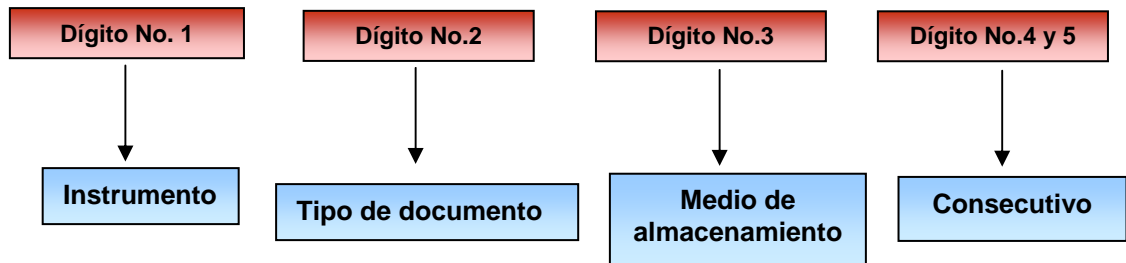 Dígito No. 1
Dígito No.2
Dígito No.3
Dígito No.4 y 5
Instrumento
Tipo de documento
Medio de
almacenamiento
Consecutivo